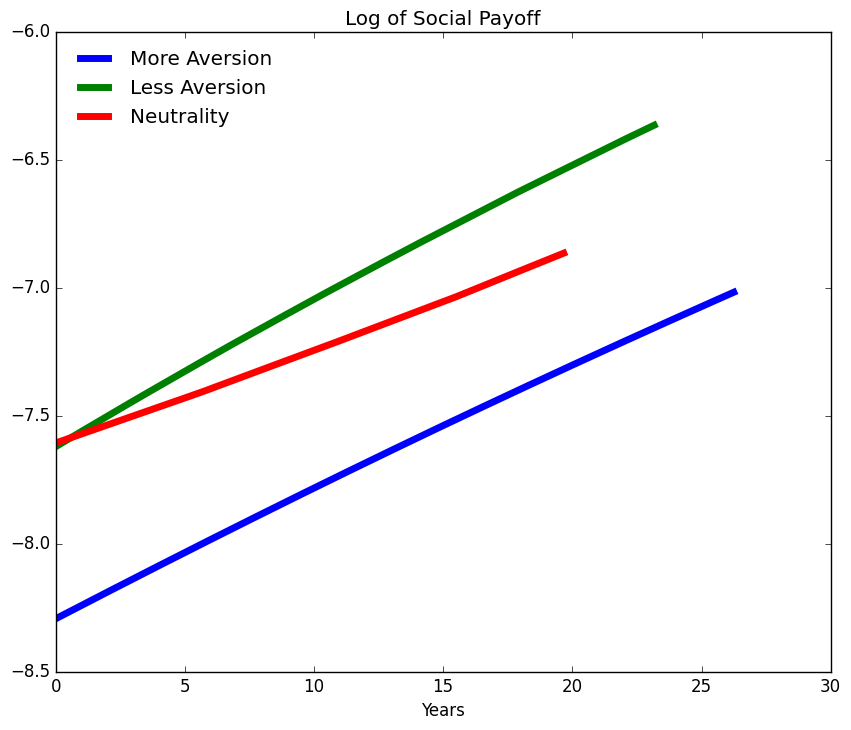 Log of Social Payoff
−6.0
−6.5
−7.0
−7.5
−8.0
−8.5
More Aversion
Less Aversion
Neutrality
0 5 10 15 20 25 30
Years